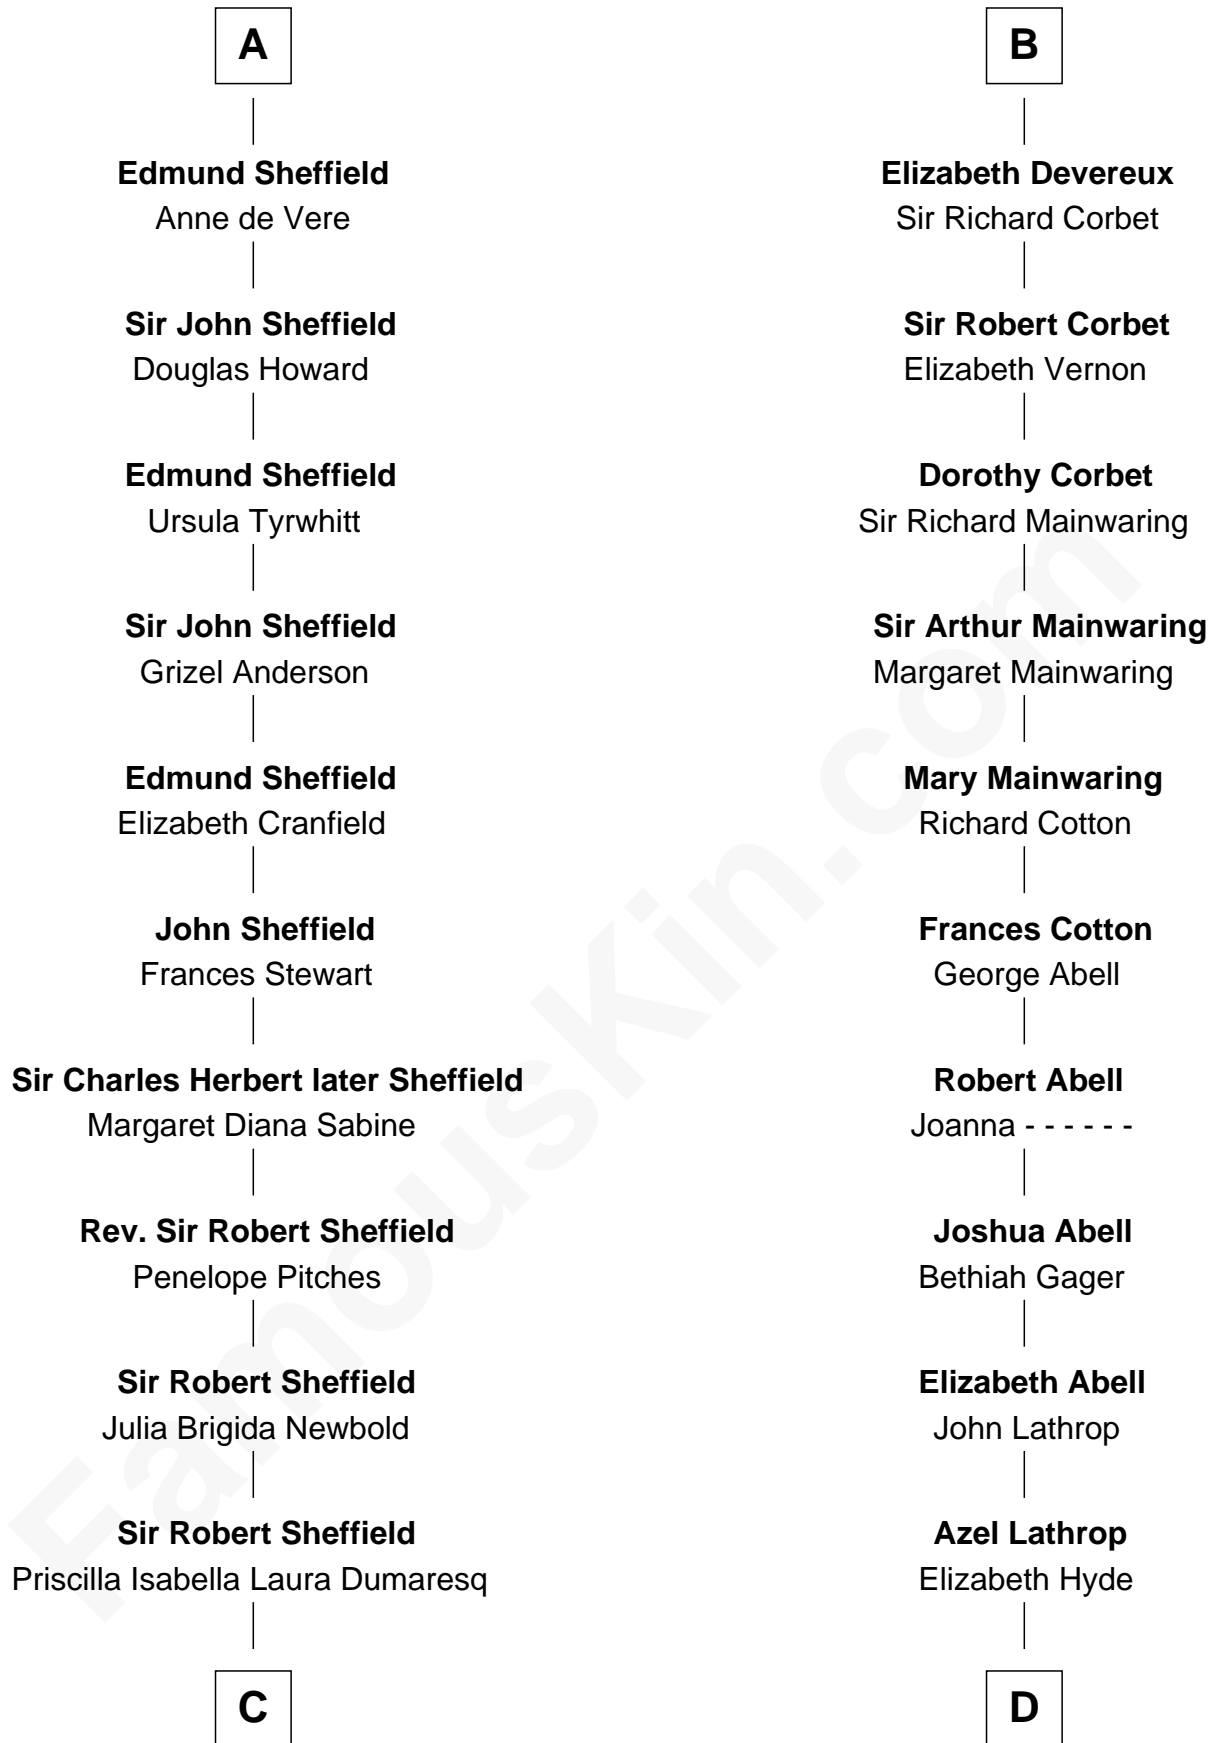 A
Edmund Sheffield
Anne de Vere
Sir John Sheffield
Douglas Howard
Edmund Sheffield
Ursula Tyrwhitt
Sir John Sheffield
Grizel Anderson
Edmund Sheffield
Elizabeth Cranfield
John Sheffield
Frances Stewart
Sir Charles Herbert later Sheffield
Margaret Diana Sabine
Rev. Sir Robert Sheffield
Penelope Pitches
Sir Robert Sheffield
Julia Brigida Newbold
Sir Robert Sheffield
Priscilla Isabella Laura Dumaresq
C
B
Elizabeth Devereux
Sir Richard Corbet
Sir Robert Corbet
Elizabeth Vernon
Dorothy Corbet
Sir Richard Mainwaring
Sir Arthur Mainwaring
Margaret Mainwaring
Mary Mainwaring
Richard Cotton
Frances Cotton
George Abell
Robert Abell
Joanna - - - - - -
Joshua Abell
Bethiah Gager
Elizabeth Abell
John Lathrop
Azel Lathrop
Elizabeth Hyde
D
FamousKin.com